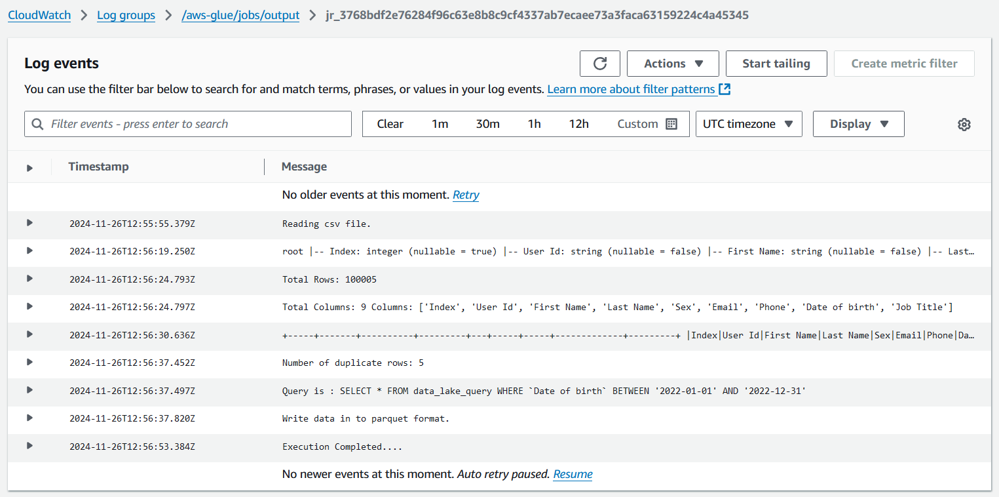 CloudWatch > Log groups > /aws-glue/jobs/output > jr_3768bdf2e76284f96c63e8b8c9cf4337ab7ecaee73a3faca63159224c4a45345
Log events
Actions
Start tailing
Create metric filter
You can use the filter bar below to search for and match terms, phrases, or values in your log events. Learn more about filter patterns
Filter events - press enter to search
Clear 1m 30m 1h 12h Custom
UTC timezone
Display
Timestamp Message
No older events at this moment. Retry
2024-11-26T12:55:55.379Z Reading csv file.
2024-11-26T12:56:19.250Z root |-- Index: integer (nullable = true) |-- User Id: string (nullable = false) |-- First Name: string (nullable = false) |-- Last…
2024-11-26T12:56:24.793Z Total Rows: 100005
2024-11-26T12:56:24.797Z Total Columns: 9 Columns: ['Index', 'User Id', 'First Name', 'Last Name', 'Sex', 'Email', 'Phone', 'Date of birth', 'Job Title']
2024-11-26T12:56:30.636Z +-----+-------+----------+---------+---+-----+-----+-------------+---------+ |Index|User Id|First Name|Last Name|Sex|Email|Phone|Da…
2024-11-26T12:56:37.452Z Number of duplicate rows: 5
2024-11-26T12:56:37.497Z Query is : SELECT * FROM data_lake_query WHERE `Date of birth` BETWEEN '2022-01-01' AND '2022-12-31'
2024-11-26T12:56:37.820Z Write data in to parquet format.
2024-11-26T12:56:53.384Z Execution Completed....
No newer events at this moment. Auto retry paused. Resume